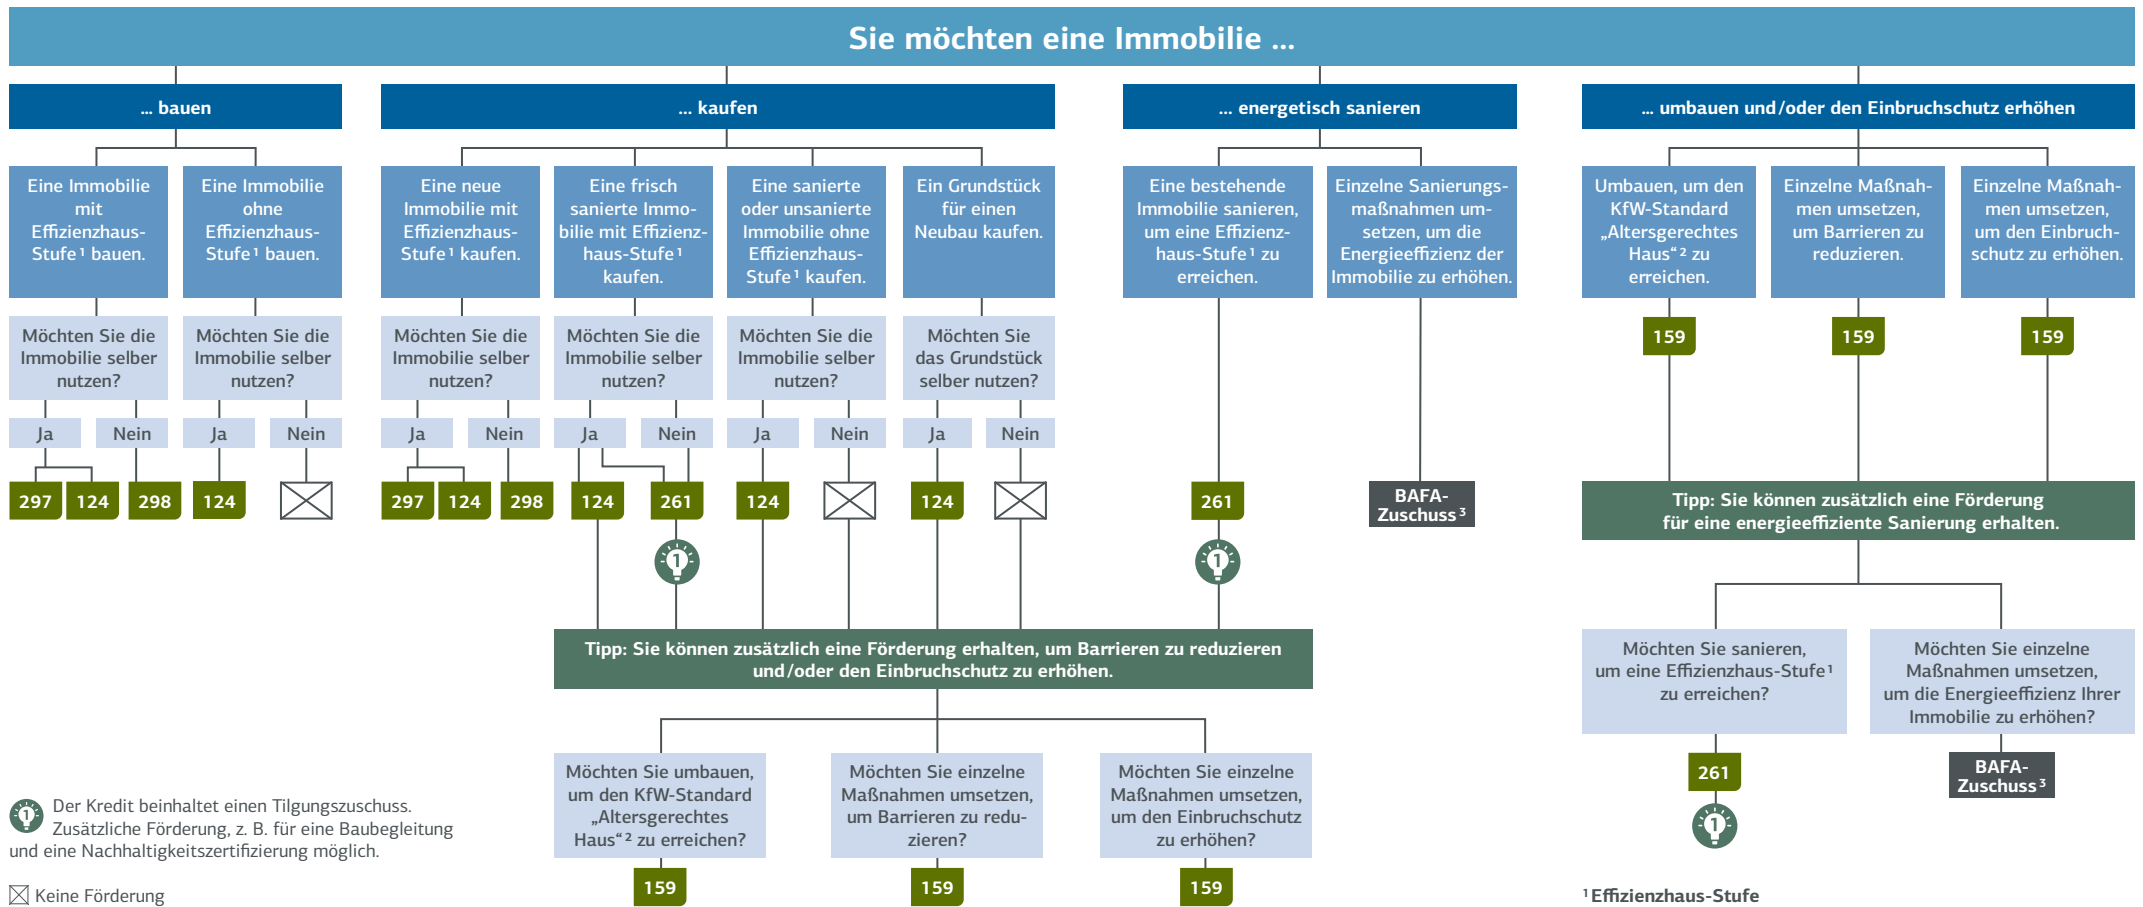 Sie möchten eine Immobilie ...
... bauen
Eine Immobilie
mit
Effizienzhaus-
Stufe¹ bauen.
Möchten Sie die
Immobilie selber
nutzen?
Ja
Nein
297
124
298
Eine Immobilie
ohne
Effizienzhaus-
Stufe¹ bauen.
Möchten Sie die
Immobilie selber
nutzen?
Ja
Nein
124
... kaufen
Eine neue
Immobilie mit
Effizienzhaus-
Stufe¹ kaufen.
Möchten Sie die
Immobilie selber
nutzen?
Ja
Nein
297
124
298
Eine frisch
sanierte Immo-
bilie mit Effizienz-
haus-Stufe¹
kaufen.
Möchten Sie die
Immobilie selber
nutzen?
Ja
Nein
124
261
1
Eine sanierte
oder unsanierte
Immobilie ohne
Effizienzhaus-
Stufe¹ kaufen.
Möchten Sie die
Immobilie selber
nutzen?
Ja
Nein
124
Ein Grundstück
für einen
Neubau kaufen.
Möchten Sie
das Grundstück
selber nutzen?
Ja
Nein
124
... energetisch sanieren
Eine bestehende
Immobilie sanieren,
um eine Effizienz-
haus-Stufe¹ zu
erreichen.
261
1
Einzelne Sanierungs-
maßnahmen um-
setzen, um die
Energieeffizienz der
Immobilie zu erhöhen.
BAFA-
Zuschuss³
Tipp: Sie können zusätzlich eine Förderung erhalten, um Barrieren zu reduzieren
und/oder den Einbruchschutz zu erhöhen.
Möchten Sie umbauen,
um den KfW-Standard
„Altersgerechtes
Haus“² zu erreichen?
159
Möchten Sie einzelne
Maßnahmen umsetzen,
um Barrieren zu redu-
zieren?
159
Möchten Sie einzelne
Maßnahmen umsetzen,
um den Einbruchschutz
zu erhöhen?
159
... umbauen und/oder den Einbruchschutz erhöhen
Umbauen, um den
KfW-Standard
„Altersgerechtes
Haus“² zu
erreichen.
159
Einzelne Maßnah-
men umsetzen,
um Barrieren zu
reduzieren.
159
Einzelne Maßnah-
men umsetzen,
um den Einbruch-
schutz zu erhöhen.
159
Tipp: Sie können zusätzlich eine Förderung
für eine energieeffiziente Sanierung erhalten.
Möchten Sie sanieren,
um eine Effizienzhaus-Stufe¹
zu erreichen?
261
1
Möchten Sie einzelne
Maßnahmen umsetzen,
um die Energieeffizienz Ihrer
Immobilie zu erhöhen?
BAFA-
Zuschuss³
1 Der Kredit beinhaltet einen Tilgungszuschuss.
Zusätzliche Förderung, z. B. für eine Baubegleitung
und eine Nachhaltigkeitszertifizierung möglich.
Keine Förderung
¹Effizienzhaus-Stufe